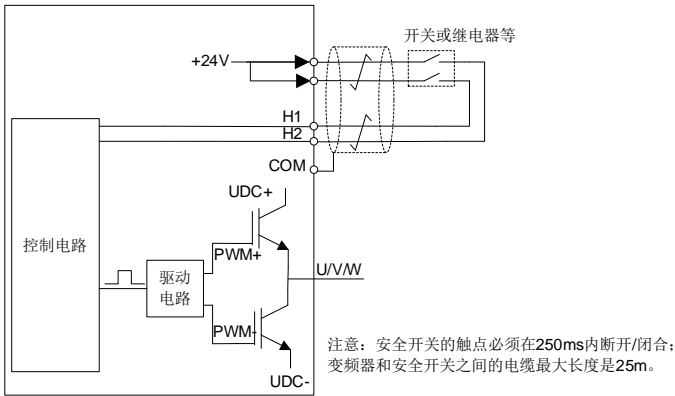 开关或继电器等
+24V
H1
H2
COM
UDC+
控制电路
PWM+
驱动
电路
U/V/W
PWM-
UDC-
注意：安全开关的触点必须在250ms内断开/闭合；
变频器和安全开关之间的电缆最大长度是25m。